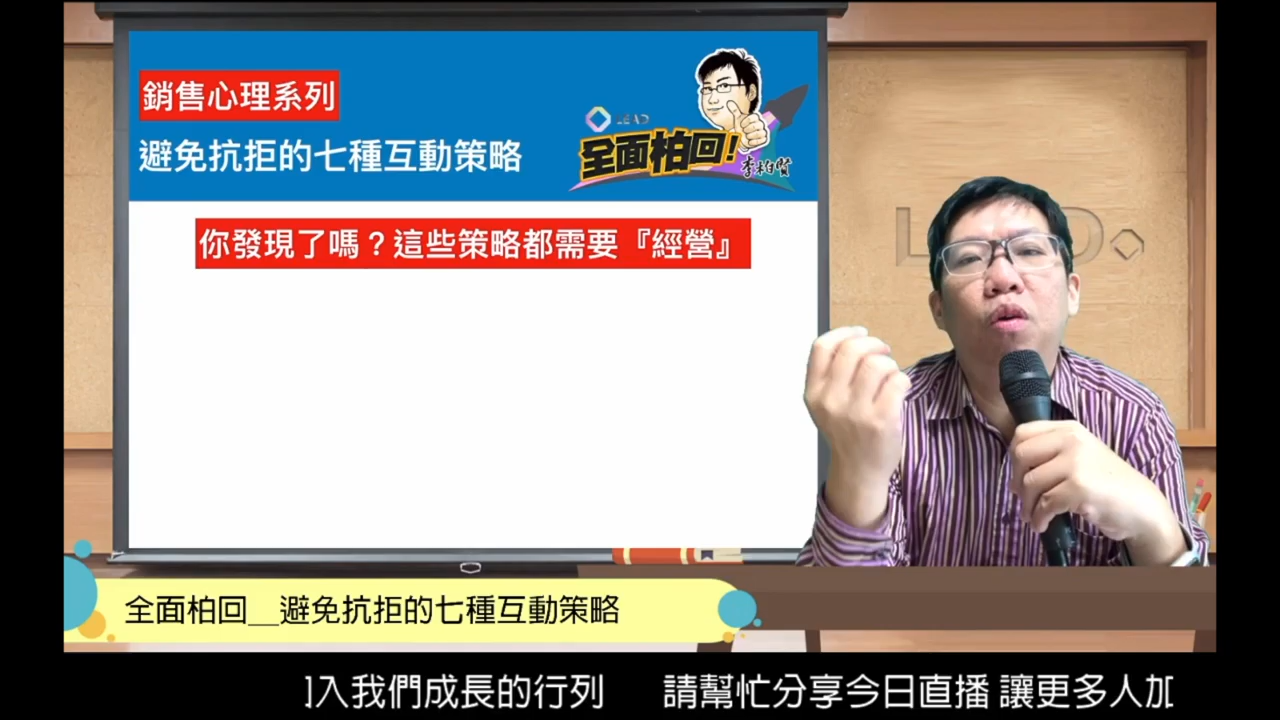 銷售心理系列
避免抗拒的七種互動策略
LEAD
全面柏回!
李柏賢
你發現了嗎？這些策略都需要『經營』
LEAD
全面柏回__避免抗拒的七種互動策略
入我們成長的行列 請幫忙分享今日直播 讓更多人加